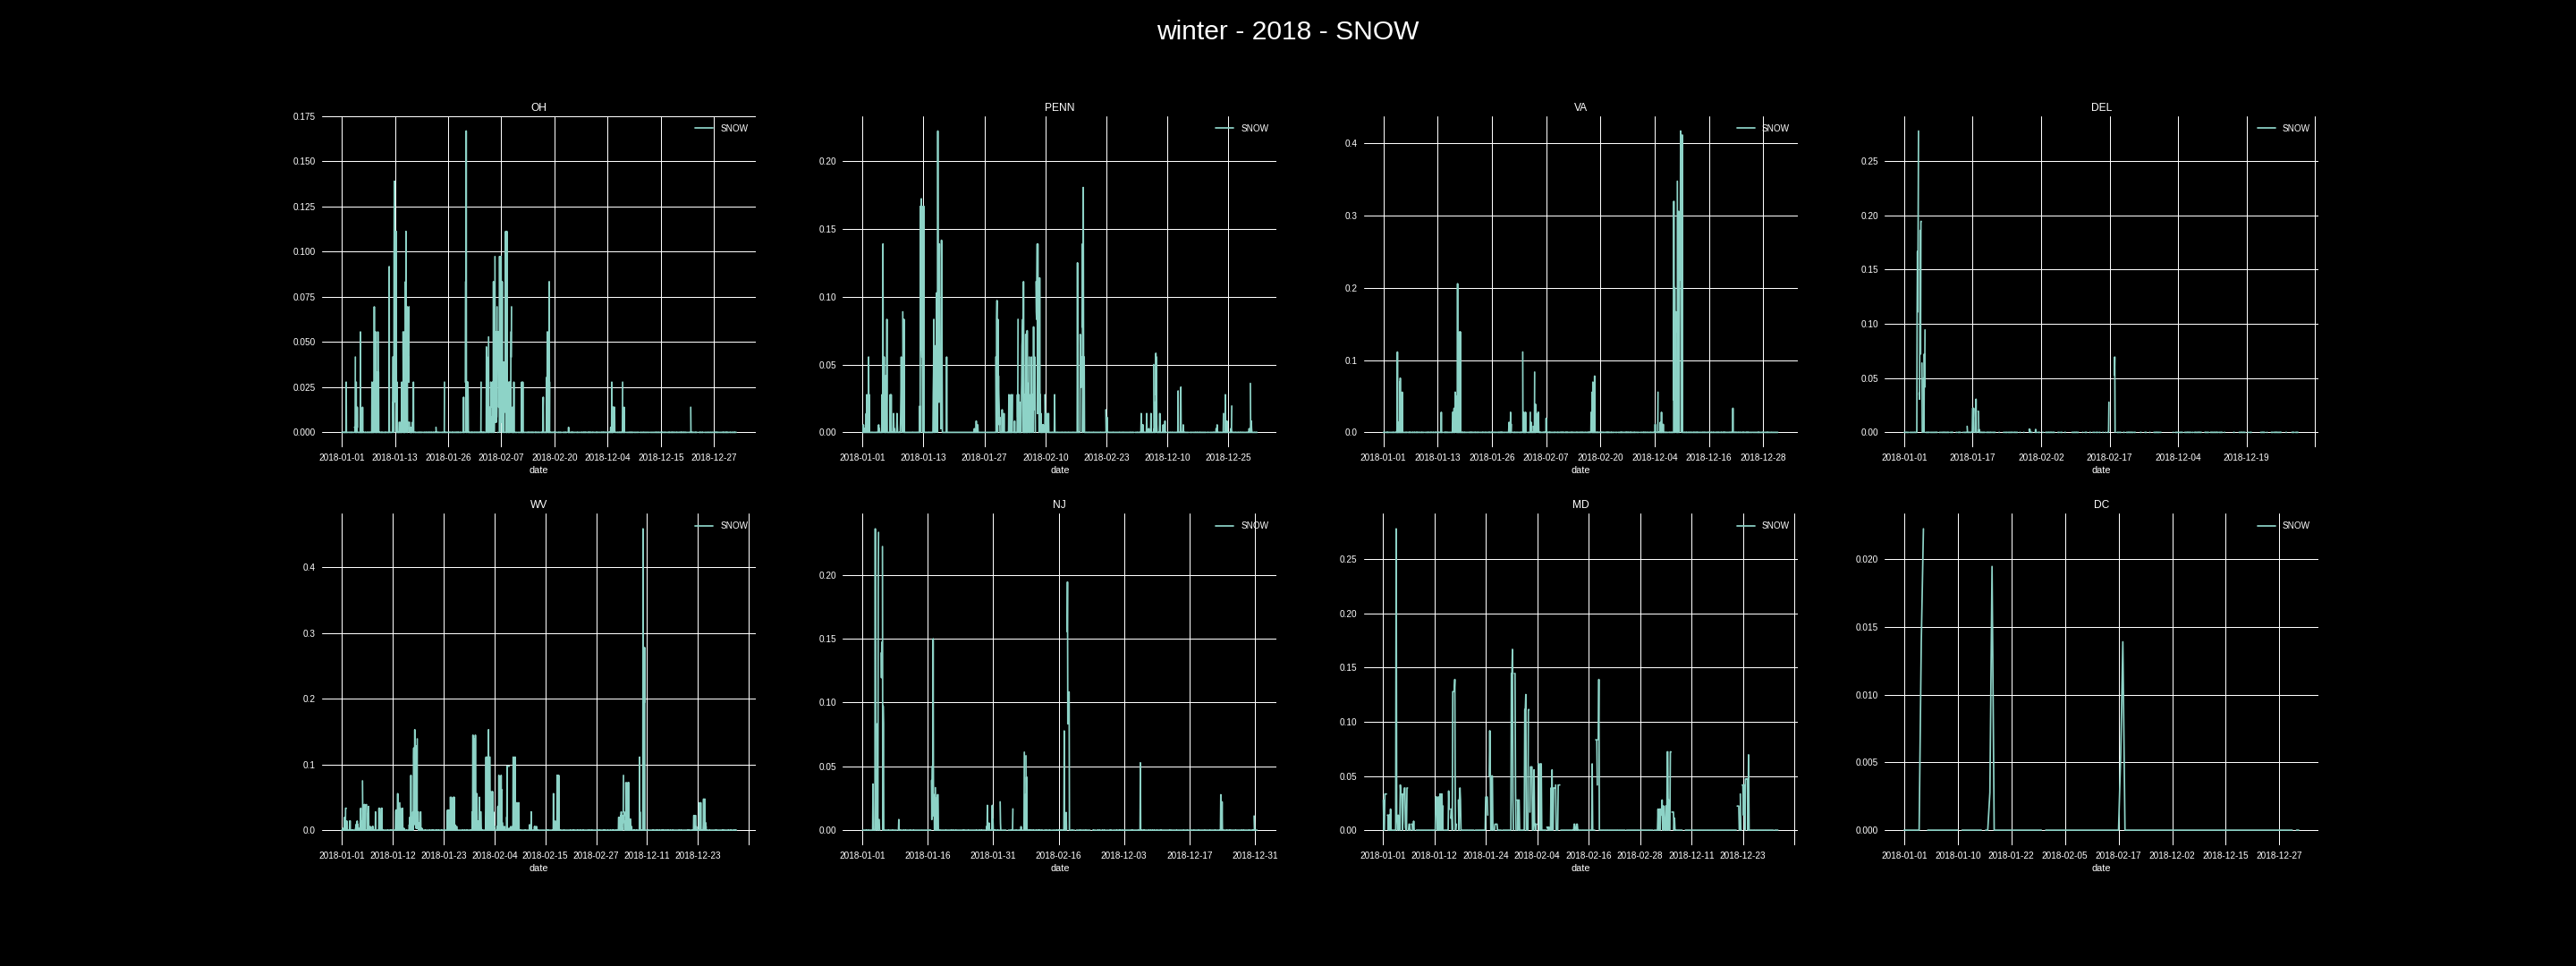 winter - 2018 - SNOW
OH
SNOW
0.175
0.150
0.125
0.100
0.075
0.050
0.025
0.000
2018-01-01 2018-01-13 2018-01-26 2018-02-07 2018-02-20 2018-12-04 2018-12-15 2018-12-27
date
PENN
SNOW
0.20
0.15
0.10
0.05
0.00
2018-01-01 2018-01-13 2018-01-27 2018-02-10 2018-02-23 2018-12-10 2018-12-25
date
VA
SNOW
0.4
0.3
0.2
0.1
0.0
2018-01-01 2018-01-13 2018-01-26 2018-02-07 2018-02-20 2018-12-04 2018-12-16 2018-12-28
date
DEL
SNOW
0.25
0.20
0.15
0.10
0.05
0.00
2018-01-01 2018-01-17 2018-02-02 2018-02-17 2018-12-04 2018-12-19
date
WV
SNOW
0.4
0.3
0.2
0.1
0.0
2018-01-01 2018-01-12 2018-01-23 2018-02-04 2018-02-15 2018-02-27 2018-12-11 2018-12-23
date
NJ
SNOW
0.20
0.15
0.10
0.05
0.00
2018-01-01 2018-01-16 2018-01-31 2018-02-16 2018-12-03 2018-12-17 2018-12-31
date
MD
SNOW
0.25
0.20
0.15
0.10
0.05
0.00
2018-01-01 2018-01-12 2018-01-24 2018-02-04 2018-02-16 2018-02-28 2018-12-11 2018-12-23
date
DC
SNOW
0.020
0.015
0.010
0.005
0.000
2018-01-01 2018-01-10 2018-01-22 2018-02-05 2018-02-17 2018-12-02 2018-12-15 2018-12-27
date